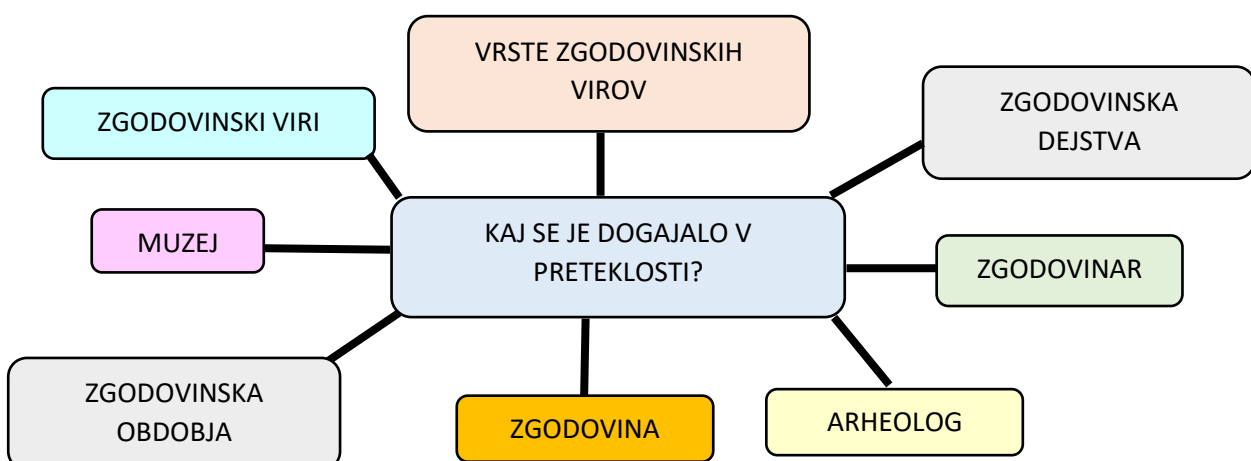 VRSTE ZGODOVINSKIH
VIROV
ZGODOVINSKA
DEJSTVA
ZGODOVINSKI VIRI
MUZEJ
KAJ SE JE DOGAJALO V
PRETEKLOSTI?
ZGODOVINAR
ZGODOVINSKA
OBDOBJA
ZGODOVINA
ARHEOLOG